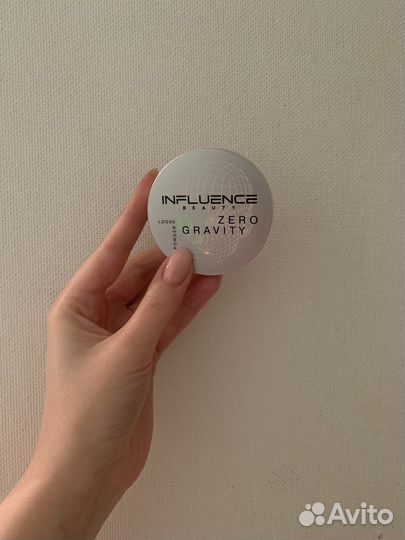 INFLUENCE
BEAUTY
LOOSE
POWDER
ZERO
GRAVITY
Avito